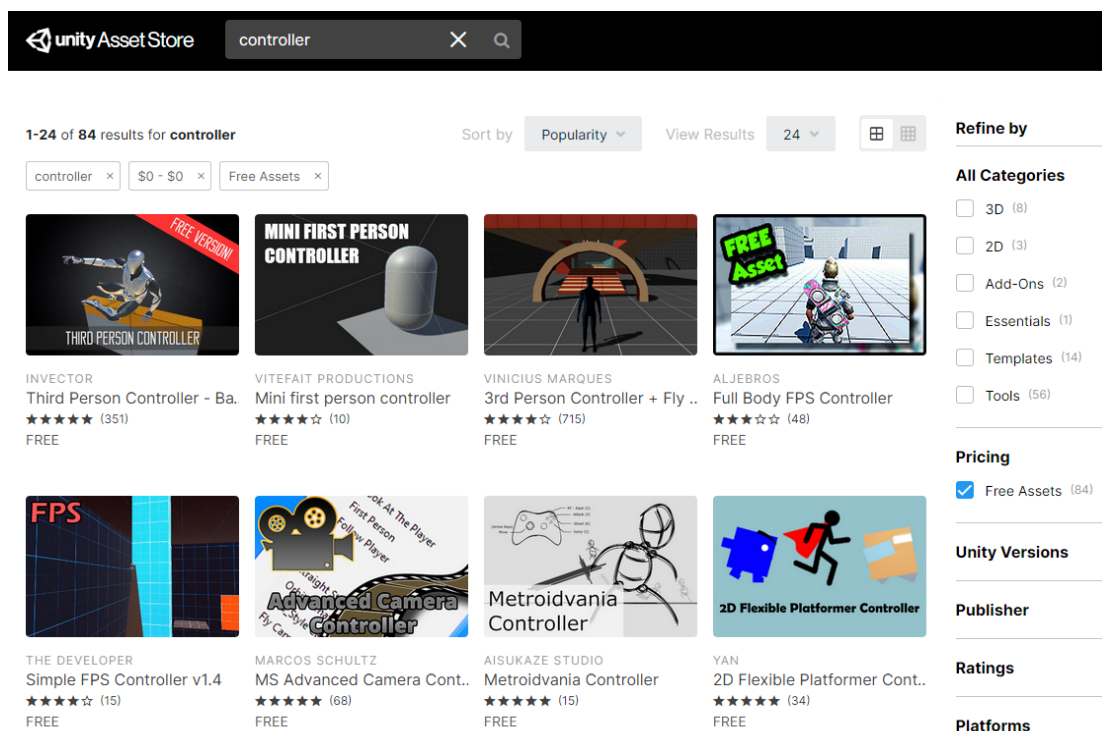 unity Asset Store
controller
1-24 of 84 results for controller
Sort by
Popularity
View Results
24
controller ×
$0 - $0 ×
Free Assets ×
FREE VERSION!
THIRD PERSON CONTROLLER
INVECTOR
Third Person Controller - Ba..
★★★★★ (351)
FREE
MINI FIRST PERSON
CONTROLLER
VITEFAIT PRODUCTIONS
Mini first person controller
★★★★☆ (10)
FREE
VINICIUS MARQUES
3rd Person Controller + Fly ..
★★★★☆ (715)
FREE
FREE
Asset
ALJEBROS
Full Body FPS Controller
★★★☆☆ (48)
FREE
FPS
THE DEVELOPER
Simple FPS Controller v1.4
★★★★☆ (15)
FREE
ok At The Player
First Person
Follow Player
Advanced Camera
Controller
MARCOS SCHULTZ
MS Advanced Camera Cont..
★★★★★ (68)
FREE
Metroidvania
Controller
AISUKAZE STUDIO
Metroidvania Controller
★★★★★ (15)
FREE
2D Flexible Platformer Controller
YAN
2D Flexible Platformer Cont..
★★★★★ (34)
FREE
Refine by
All Categories
3D (8)
2D (3)
Add-Ons (2)
Essentials (1)
Templates (14)
Tools (56)
Pricing
Free Assets (84)
Unity Versions
Publisher
Ratings
Platforms